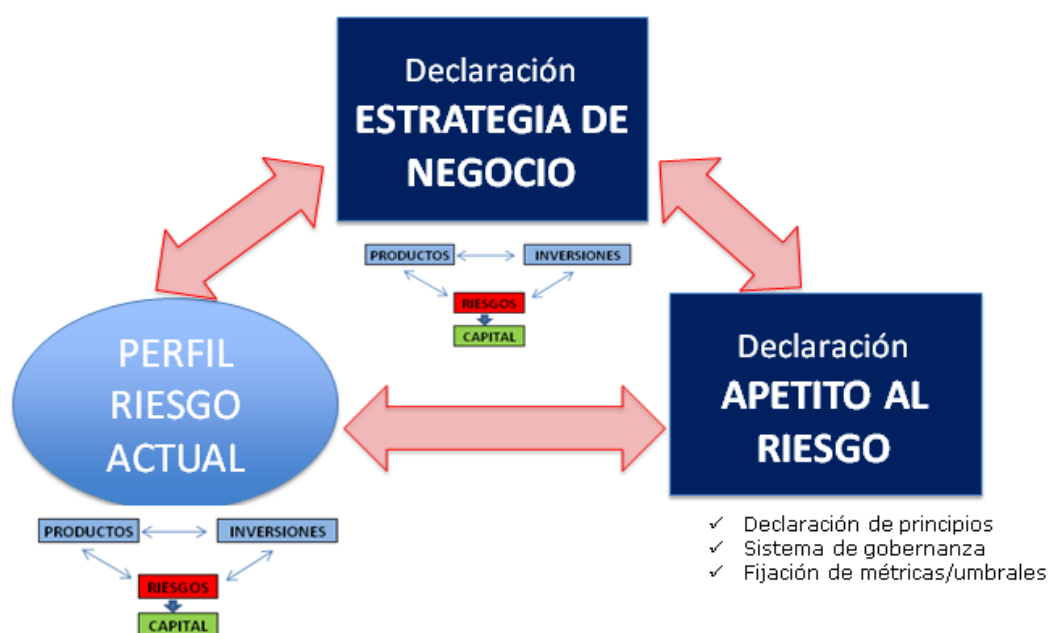 Declaración
ESTRATEGIA DE
NEGOCIO
PRODUCTOS
INVERSIONES
RIESGOS
CAPITAL
PERFIL
RIESGO
ACTUAL
Declaración
APETITO AL
RIESGO
PRODUCTOS
INVERSIONES
RIESGOS
CAPITAL
✓ Declaración de principios
✓ Sistema de gobernanza
✓ Fijación de métricas/umbrales